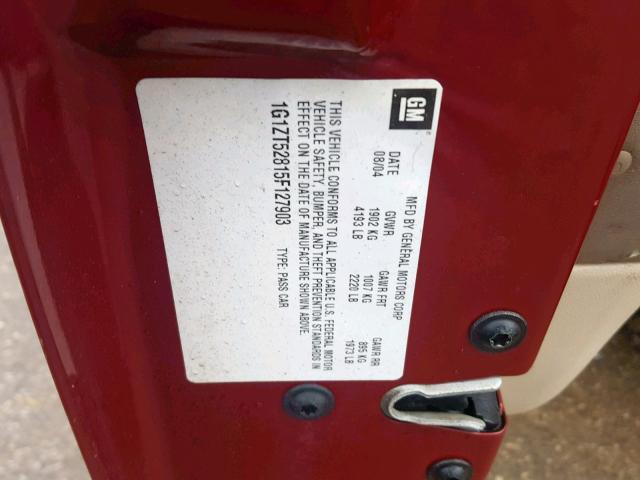 GM
MFD BY GENERAL MOTORS CORP
DATE GVWR GAWR FRT GAWR RR
08/04 1902 KG 1007 KG 895 KG
4193 LB 2220 LB 1973 LB
THIS VEHICLE CONFORMS TO ALL APPLICABLE U.S. FEDERAL MOTOR
VEHICLE SAFETY, BUMPER, AND THEFT PREVENTION STANDARDS IN
EFFECT ON THE DATE OF MANUFACTURE SHOWN ABOVE.
1G1ZT52815F127903 TYPE: PASS CAR